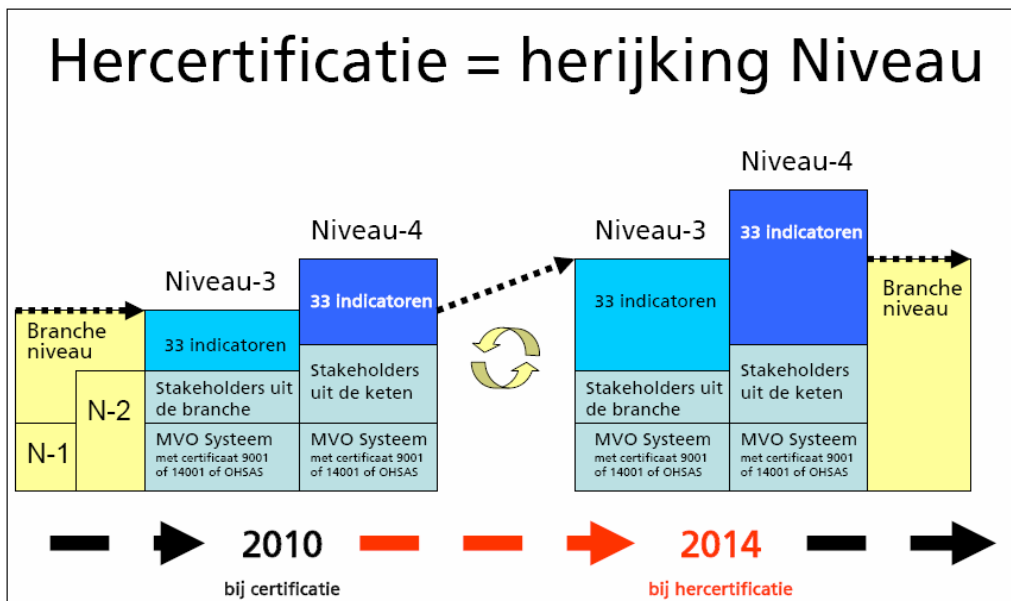 Hercertificatie = herijking Niveau
Niveau-3
Niveau-4
Branche
niveau
N-1
N-2
33 indicatoren
Stakeholders uit
de branche
MVO Systeem
met certificaat 9001
of 14001 of OHSAS
33 indicatoren
Stakeholders
uit de keten
MVO Systeem
met certificaat 9001
of 14001 of OHSAS
Niveau-3
Niveau-4
33 indicatoren
Stakeholders uit
de branche
MVO Systeem
met certificaat 9001
of 14001 of OHSAS
33 indicatoren
Stakeholders
uit de keten
MVO Systeem
met certificaat 9001
of 14001 of OHSAS
Branche
niveau
2010
bij certificatie
2014
bij hercertificatie